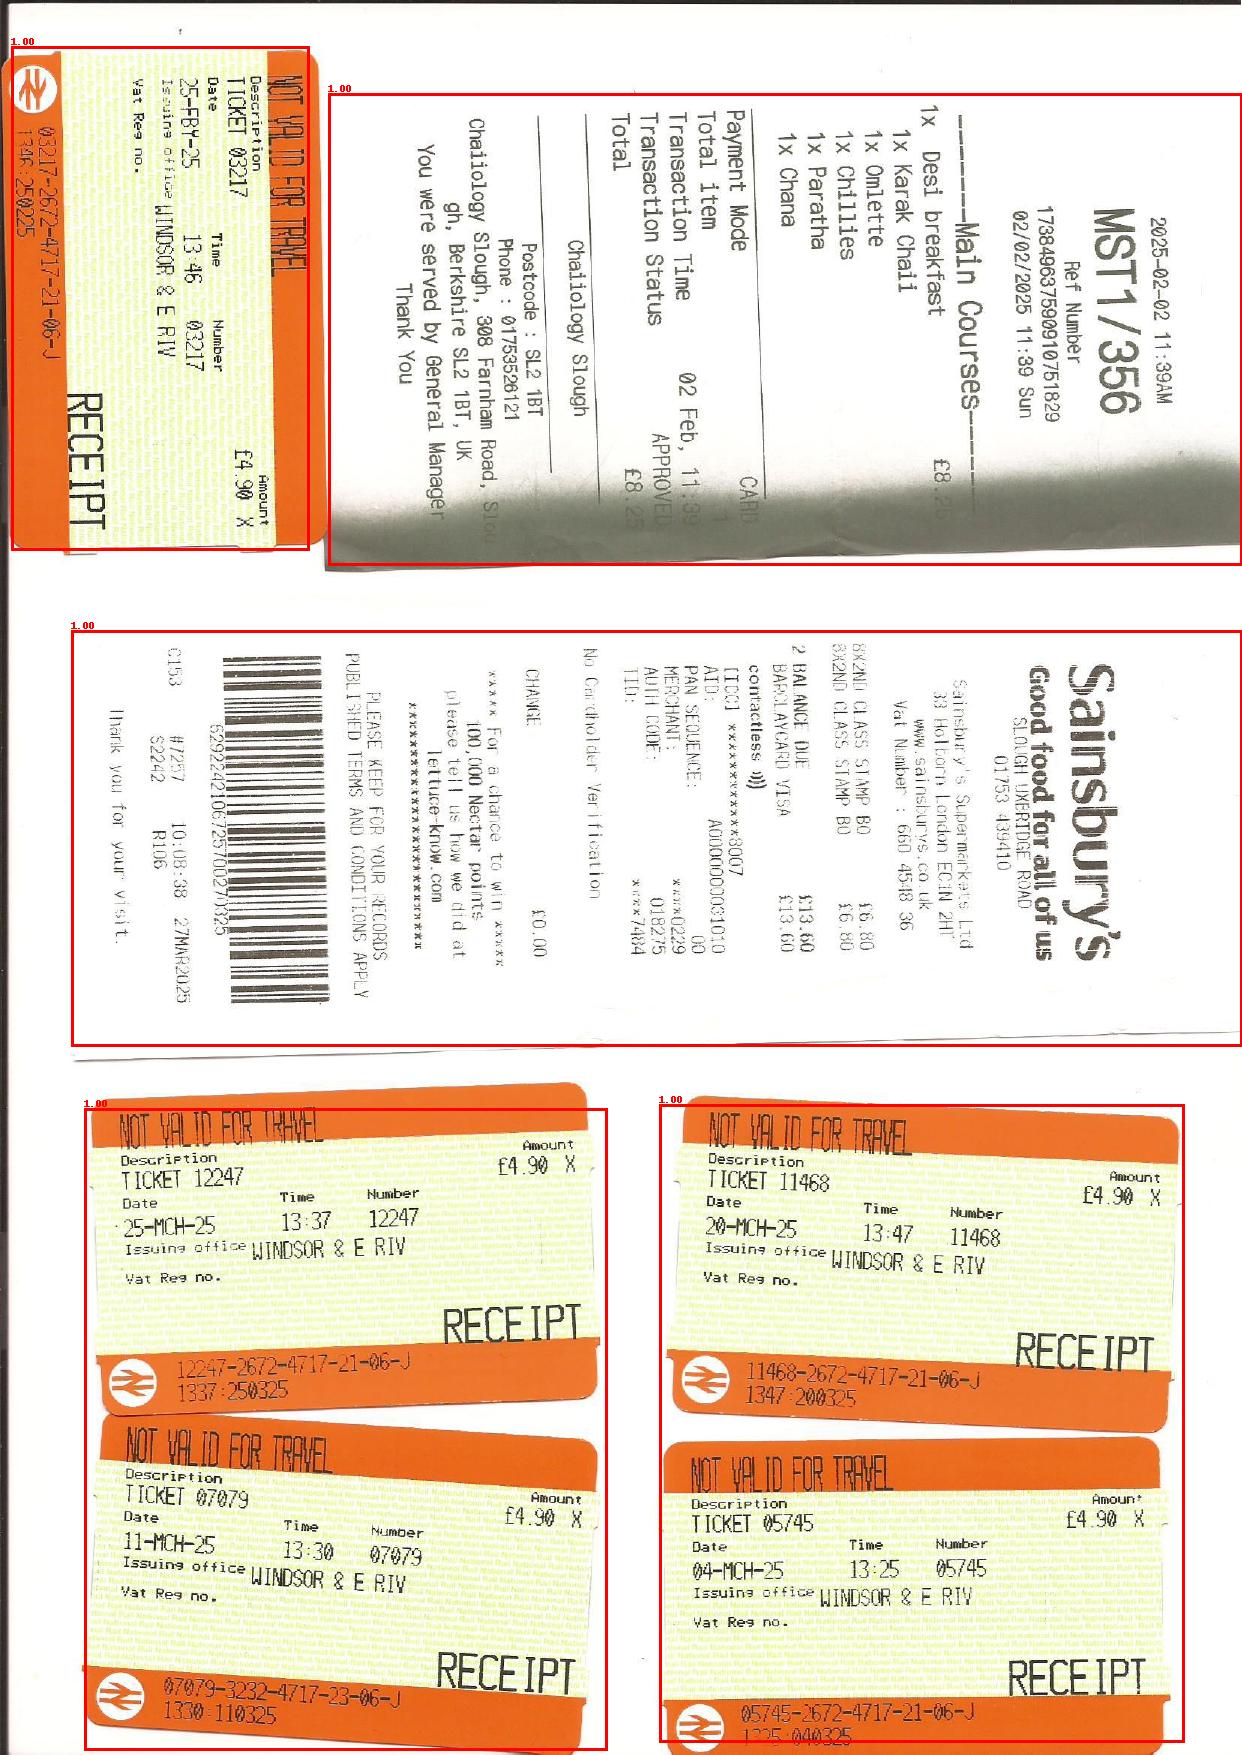 1.00
NOT VALID FOR TRAVEL
Description
Amount
TICKET 03217
£4.90 X
Date Time Number
25-FBY-25 13:46 03217
Issuing office WINDSOR & E RIV
Vat Reg no.
RECEIPT
03217-2672-4717-21-06-J
1346:250225
1.00
2025-02-02 11:39AM
MST1/356
Ref Number
17384963759091075 1829
02/02/2025 11:39 Sun
-------Main Courses-------
1x Desi breakfast £8.25
1x Karak Chaii
1x Omlette
1x Chillies
1x Paratha
1x Chana
Payment Mode CARD
Total item 1
Transaction Time 02 Feb, 11:39
Transaction Status APPROVED
Total £8.25
Chaiiology Slough
Postcode : SL2 1BT
Phone : 01753526121
Chaiiology Slough, 308 Farnham Road, Slou
gh, Berkshire SL2 1BT, UK
You were served by General Manager
Thank You
1.00
Sainsbury's
Good food for all of us
SLOUGH UXBRIDGE ROAD
01753 439410
Sainsbury's Supermarkets Ltd
33 Holborn London EC1N 2HT
www.sainsburys.co.uk
Vat Number : 660 4548 36
8X2ND CLASS STAMP BO £6.80
8X2ND CLASS STAMP BO £6.80
2 BALANCE DUE £13.60
BARCLAYCARD VISA £13.60
contactless )))
ICC] ************8007
AID: A0000000031010
PAN SEQUENCE: 00
MERCHANT: ****0229
AUTH CODE: 018275
TID: ****7484
No Cardholder Verification
CHANGE £0.00
***** For a chance to win *****
100,000 Nectar points
please tell us how we did at
lettuce-know.com
*******************************
PLEASE KEEP FOR YOUR RECORDS
PUBLISHED TERMS AND CONDITIONS APPLY
6292242106725700270325
C153 #7257 10:08:38 27MAR2025
S2242 R106
Thank you for your visit.
1.00
NOT VALID FOR TRAVEL
Description Amount
TICKET 12247 £4.90 X
Date Time Number
25-MCH-25 13:37 12247
Issuing office WINDSOR & E RIV
Vat Reg no.
RECEIPT
12247-2672-4717-21-06-J
1337:250325
1.00
NOT VALID FOR TRAVEL
Description Amount
TICKET 11468 £4.90 X
Date Time Number
20-MCH-25 13:47 11468
Issuing office WINDSOR & E RIV
Vat Reg no.
RECEIPT
11468-2672-4717-21-06-J
1347:200325
NOT VALID FOR TRAVEL
Description Amount
TICKET 07079 £4.90 X
Date Time Number
11-MCH-25 13:30 07079
Issuing office WINDSOR & E RIV
Vat Reg no.
RECEIPT
07079-3232-4717-23-06-J
1330:110325
NOT VALID FOR TRAVEL
Description Amount
TICKET 05745 £4.90 X
Date Time Number
04-MCH-25 13:25 05745
Issuing office WINDSOR & E RIV
Vat Reg no.
RECEIPT
05745-2672-4717-21-06-J
1325:040325